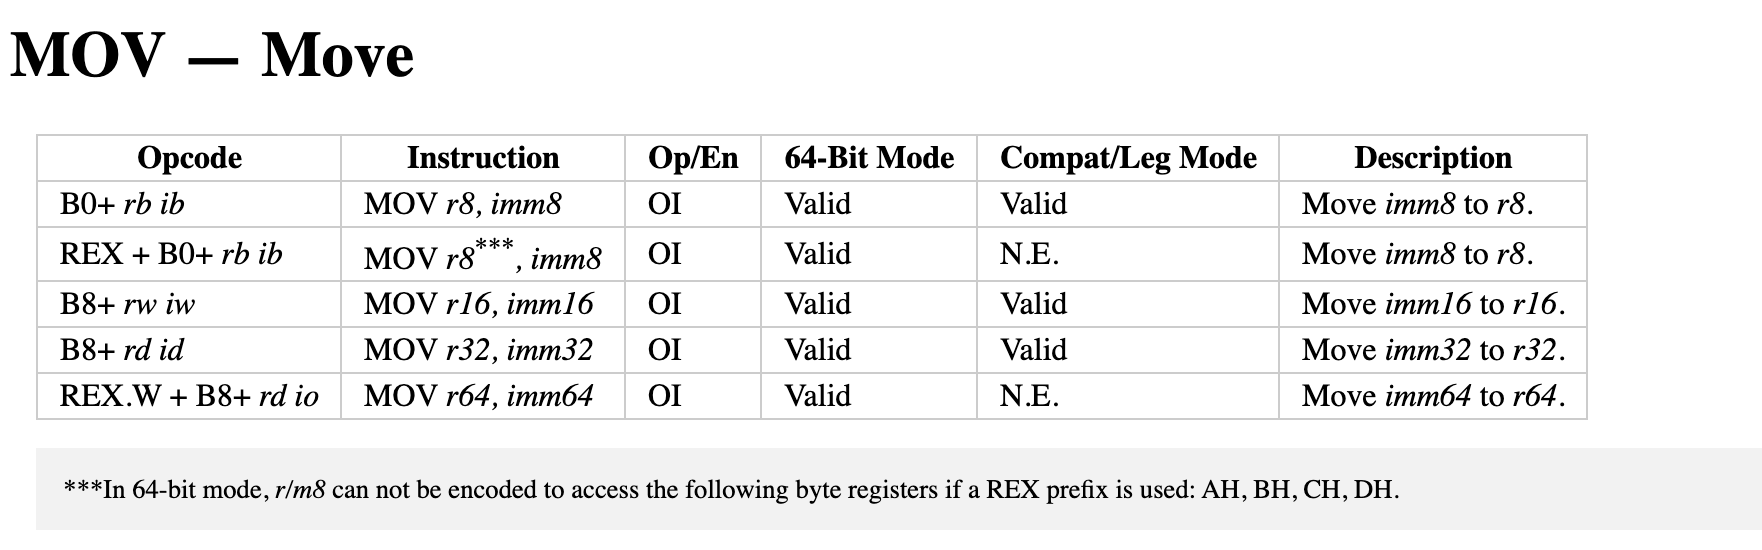 MOV — Move
Opcode Instruction Op/En 64-Bit Mode Compat/Leg Mode Description
B0+ rb ib MOV r8, imm8 OI Valid Valid Move imm8 to r8.
REX + B0+ rb ib MOV r8***, imm8 OI Valid N.E. Move imm8 to r8.
B8+ rw iw MOV r16, imm16 OI Valid Valid Move imm16 to r16.
B8+ rd id MOV r32, imm32 OI Valid Valid Move imm32 to r32.
REX.W + B8+ rd io MOV r64, imm64 OI Valid N.E. Move imm64 to r64.
***In 64-bit mode, r/m8 can not be encoded to access the following byte registers if a REX prefix is used: AH, BH, CH, DH.